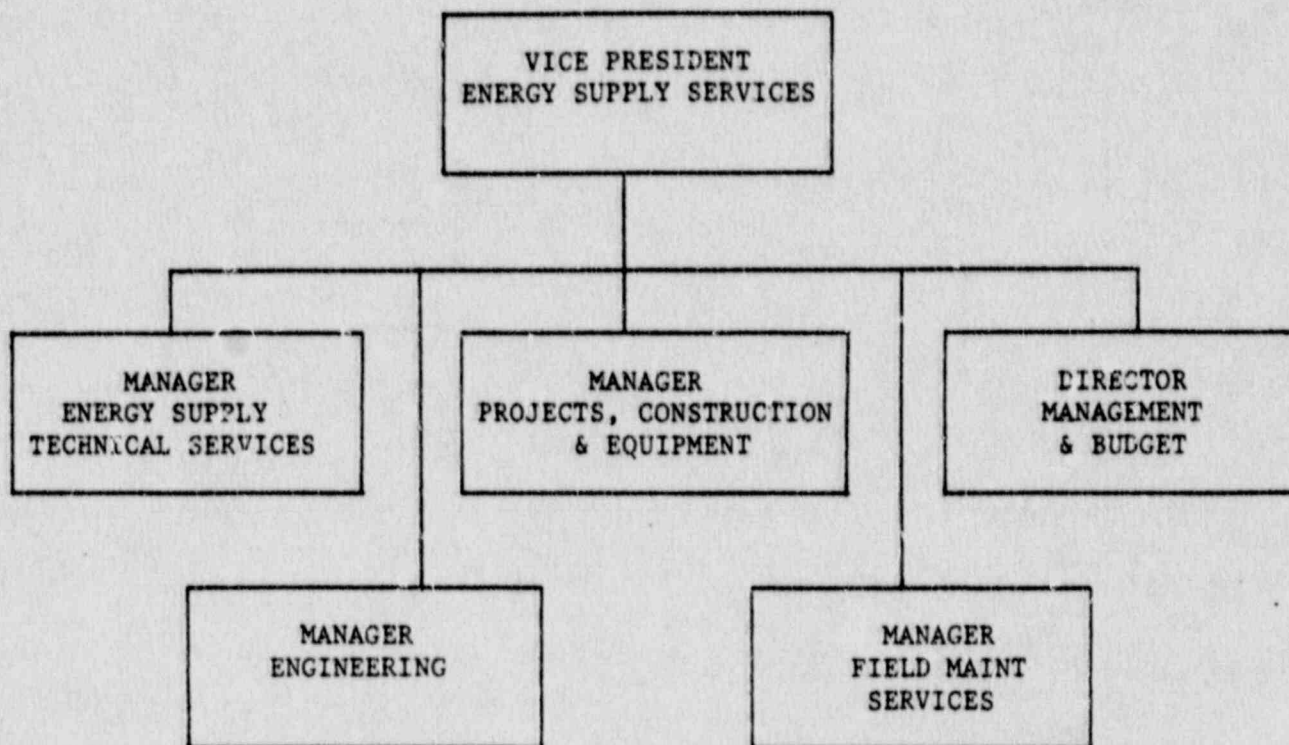 VICE PRESIDENT
ENERGY SUPPLY SERVICES
MANAGER
ENERGY SUPPLY
TECHNICAL SERVICES
MANAGER
PROJECTS, CONSTRUCTION
& EQUIPMENT
DIRECTOR
MANAGEMENT
& BUDGET
MANAGER
ENGINEERING
MANAGER
FIELD MAINT
SERVICES